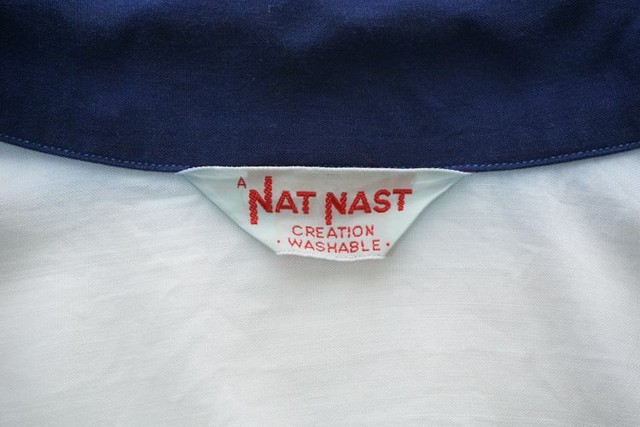 A NAT NAST
CREATION
· WASHABLE ·